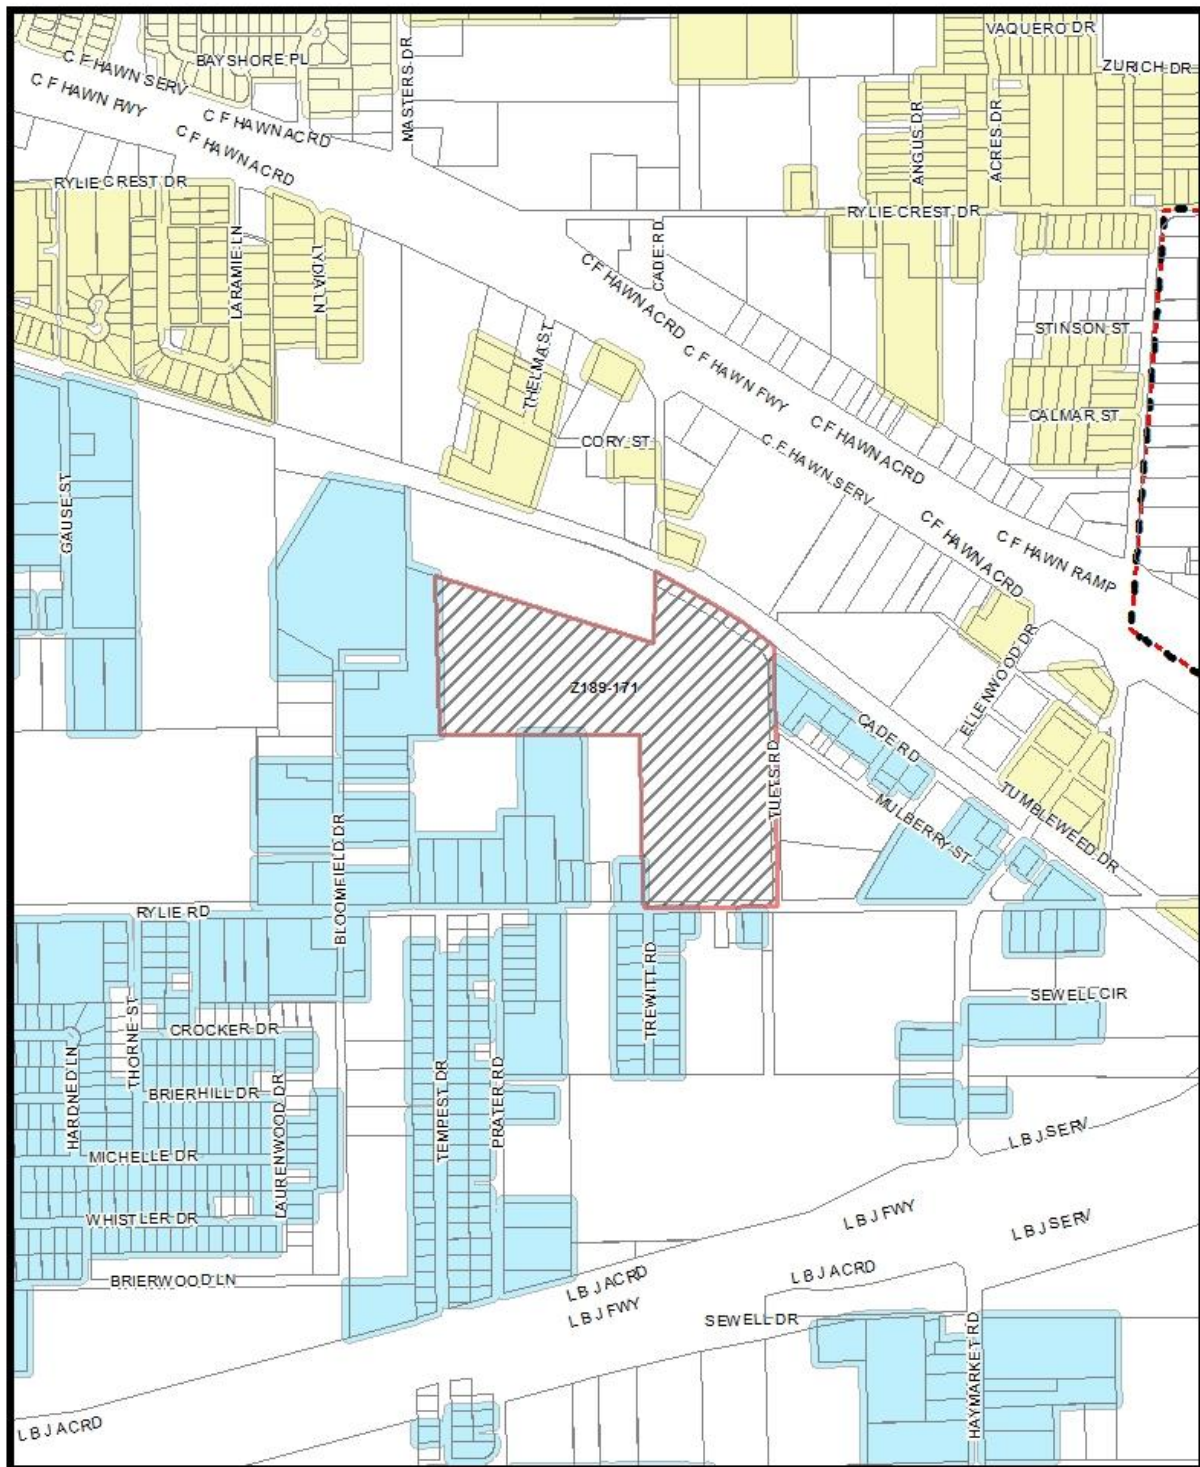 VAQUERO DR
BAYSHORE PL
C F HAWN SERV
ZURICH DR
C F HAWN FWY
MASTERS DR
C F HAWN ACRD
C F HAWN ACRD
ANGUS DR
ACRES DR
RYLIE CREST DR
RYLIE CREST DR
LARAMIE LN
LYDIA LN
CADE RD
C F HAWN ACRD
STINSON ST
THELMA ST
C F HAWN FWY
CALMAR ST
CORY ST
C F HAWN ACRD
C F HAWN SERV
GAUSE ST
C F HAWN ACRD
C F HAWN RAMP
Z189-171
ELLENWOOD DR
CADE RD
TUFTS RD
TUMBLEWEED DR
MULBERRY ST
BLOOMFIELD DR
RYLIE RD
TREWITT RD
SEWELL CIR
THORNE ST
CROCKER DR
HARDNED LN
BRIERHILL DR
LAURENWOOD DR
TEMPEST DR
PRATER RD
MICHELLE DR
LBJ SERV
WHISTLER DR
LBJ FWY
LBJ SERV
BRIERWOOD LN
LBJ ACRD
LBJ ACRD
LBJ FWY
SEWELL DR
HAYMARKET RD
LBJ ACRD